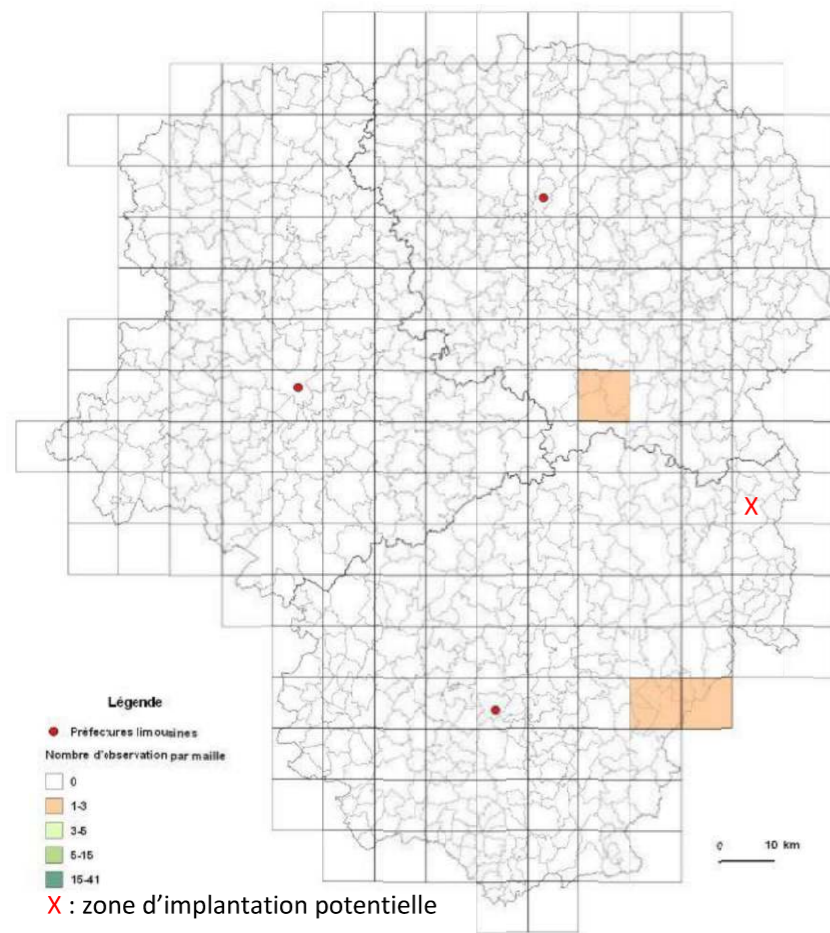 X
Légende
Préfectures limousines
Nombre d'observation par maille
0
1-3
3-5
5-15
15-41
0 10 km
X : zone d'implantation potentielle